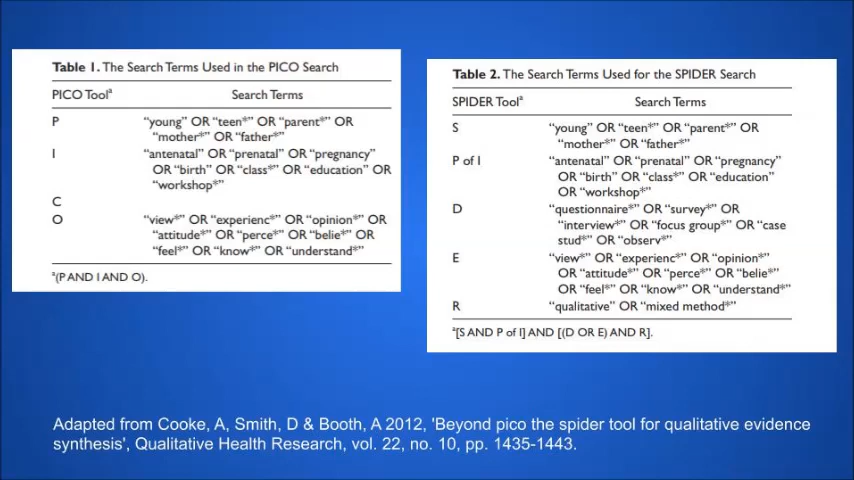 Table 1. The Search Terms Used in the PICO Search
PICO Toolª Search Terms
P "young" OR "teen*" OR "parent*" OR
"mother*" OR "father*"
I "antenatal" OR "prenatal" OR "pregnancy"
OR "birth" OR "class*" OR "education" OR
"workshop*"
C
O "view*" OR "experienc*" OR "opinion*" OR
"attitude*" OR "perce*" OR "belie*" OR
"feel*" OR "know*" OR "understand*"
ª(P AND I AND O).
Table 2. The Search Terms Used for the SPIDER Search
SPIDER Toolª Search Terms
S "young" OR "teen*" OR "parent*" OR
"mother*" OR "father*"
P of I "antenatal" OR "prenatal" OR "pregnancy"
OR "birth" OR "class*" OR "education"
OR "workshop*"
D "questionnaire*" OR "survey*" OR
"interview*" OR "focus group*" OR "case
stud*" OR "observ*"
E "view*" OR "experienc*" OR "opinion*"
OR "attitude*" OR "perce*" OR "belie*"
OR "feel*" OR "know*" OR "understand*"
R "qualitative" OR "mixed method*"
ª[S AND P of I] AND [(D OR E) AND R].
Adapted from Cooke, A, Smith, D & Booth, A 2012, 'Beyond pico the spider tool for qualitative evidence
synthesis', Qualitative Health Research, vol. 22, no. 10, pp. 1435-1443.